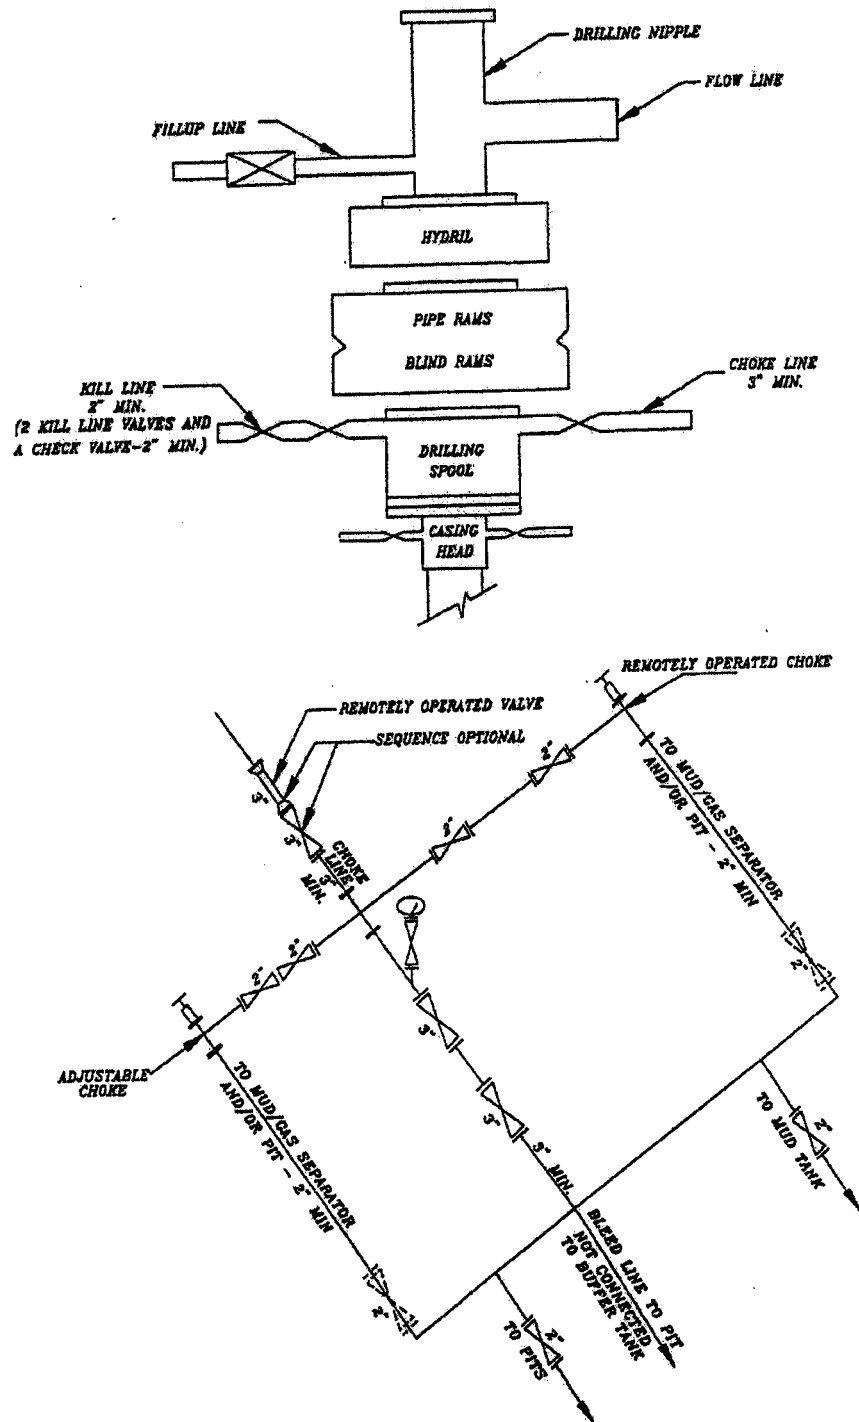 DRILLING NIPPLE
FLOW LINE
FILLUP LINE
HYDRIL
PIPE RAMS
BLIND RAMS
CHOKE LINE
3" MIN.
KILL LINE
2" MIN.
(2 KILL LINE VALVES AND
A CHECK VALVE-2" MIN.)
DRILLING
SPOOL
CASING
HEAD
REMOTELY OPERATED CHOKE
REMOTELY OPERATED VALVE
SEQUENCE OPTIONAL
3"
3"
CHOKE
LINE
3"
MIN.
2"
2"
2"
2"
TO MUD/GAS SEPARATOR
AND/OR PIT - 2" MIN
2"
ADJUSTABLE
CHOKE
TO MUD/GAS SEPARATOR
AND/OR PIT - 2" MIN
2"
3"
3"
3" MIN.
BLEED LINE TO PIT
NOT CONNECTED
TO BUFFER TANK
2"
TO MUD TANK
2"
TO PITS